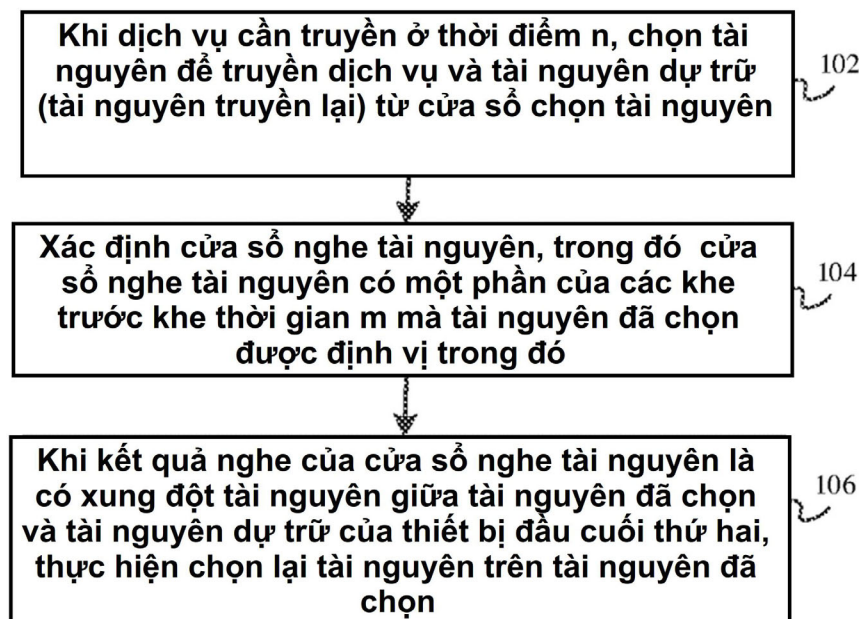 Khi dịch vụ cần truyền ở thời điểm n, chọn tài
nguyên để truyền dịch vụ và tài nguyên dự trữ
(tài nguyên truyền lại) từ cửa sổ chọn tài nguyên
102
Xác định cửa sổ nghe tài nguyên, trong đó cửa
sổ nghe tài nguyên có một phần của các khe
trước khe thời gian m mà tài nguyên đã chọn
được định vị trong đó
104
Khi kết quả nghe của cửa sổ nghe tài nguyên là
có xung đột tài nguyên giữa tài nguyên đã chọn
và tài nguyên dự trữ của thiết bị đầu cuối thứ hai,
thực hiện chọn lại tài nguyên trên tài nguyên đã
chọn
106